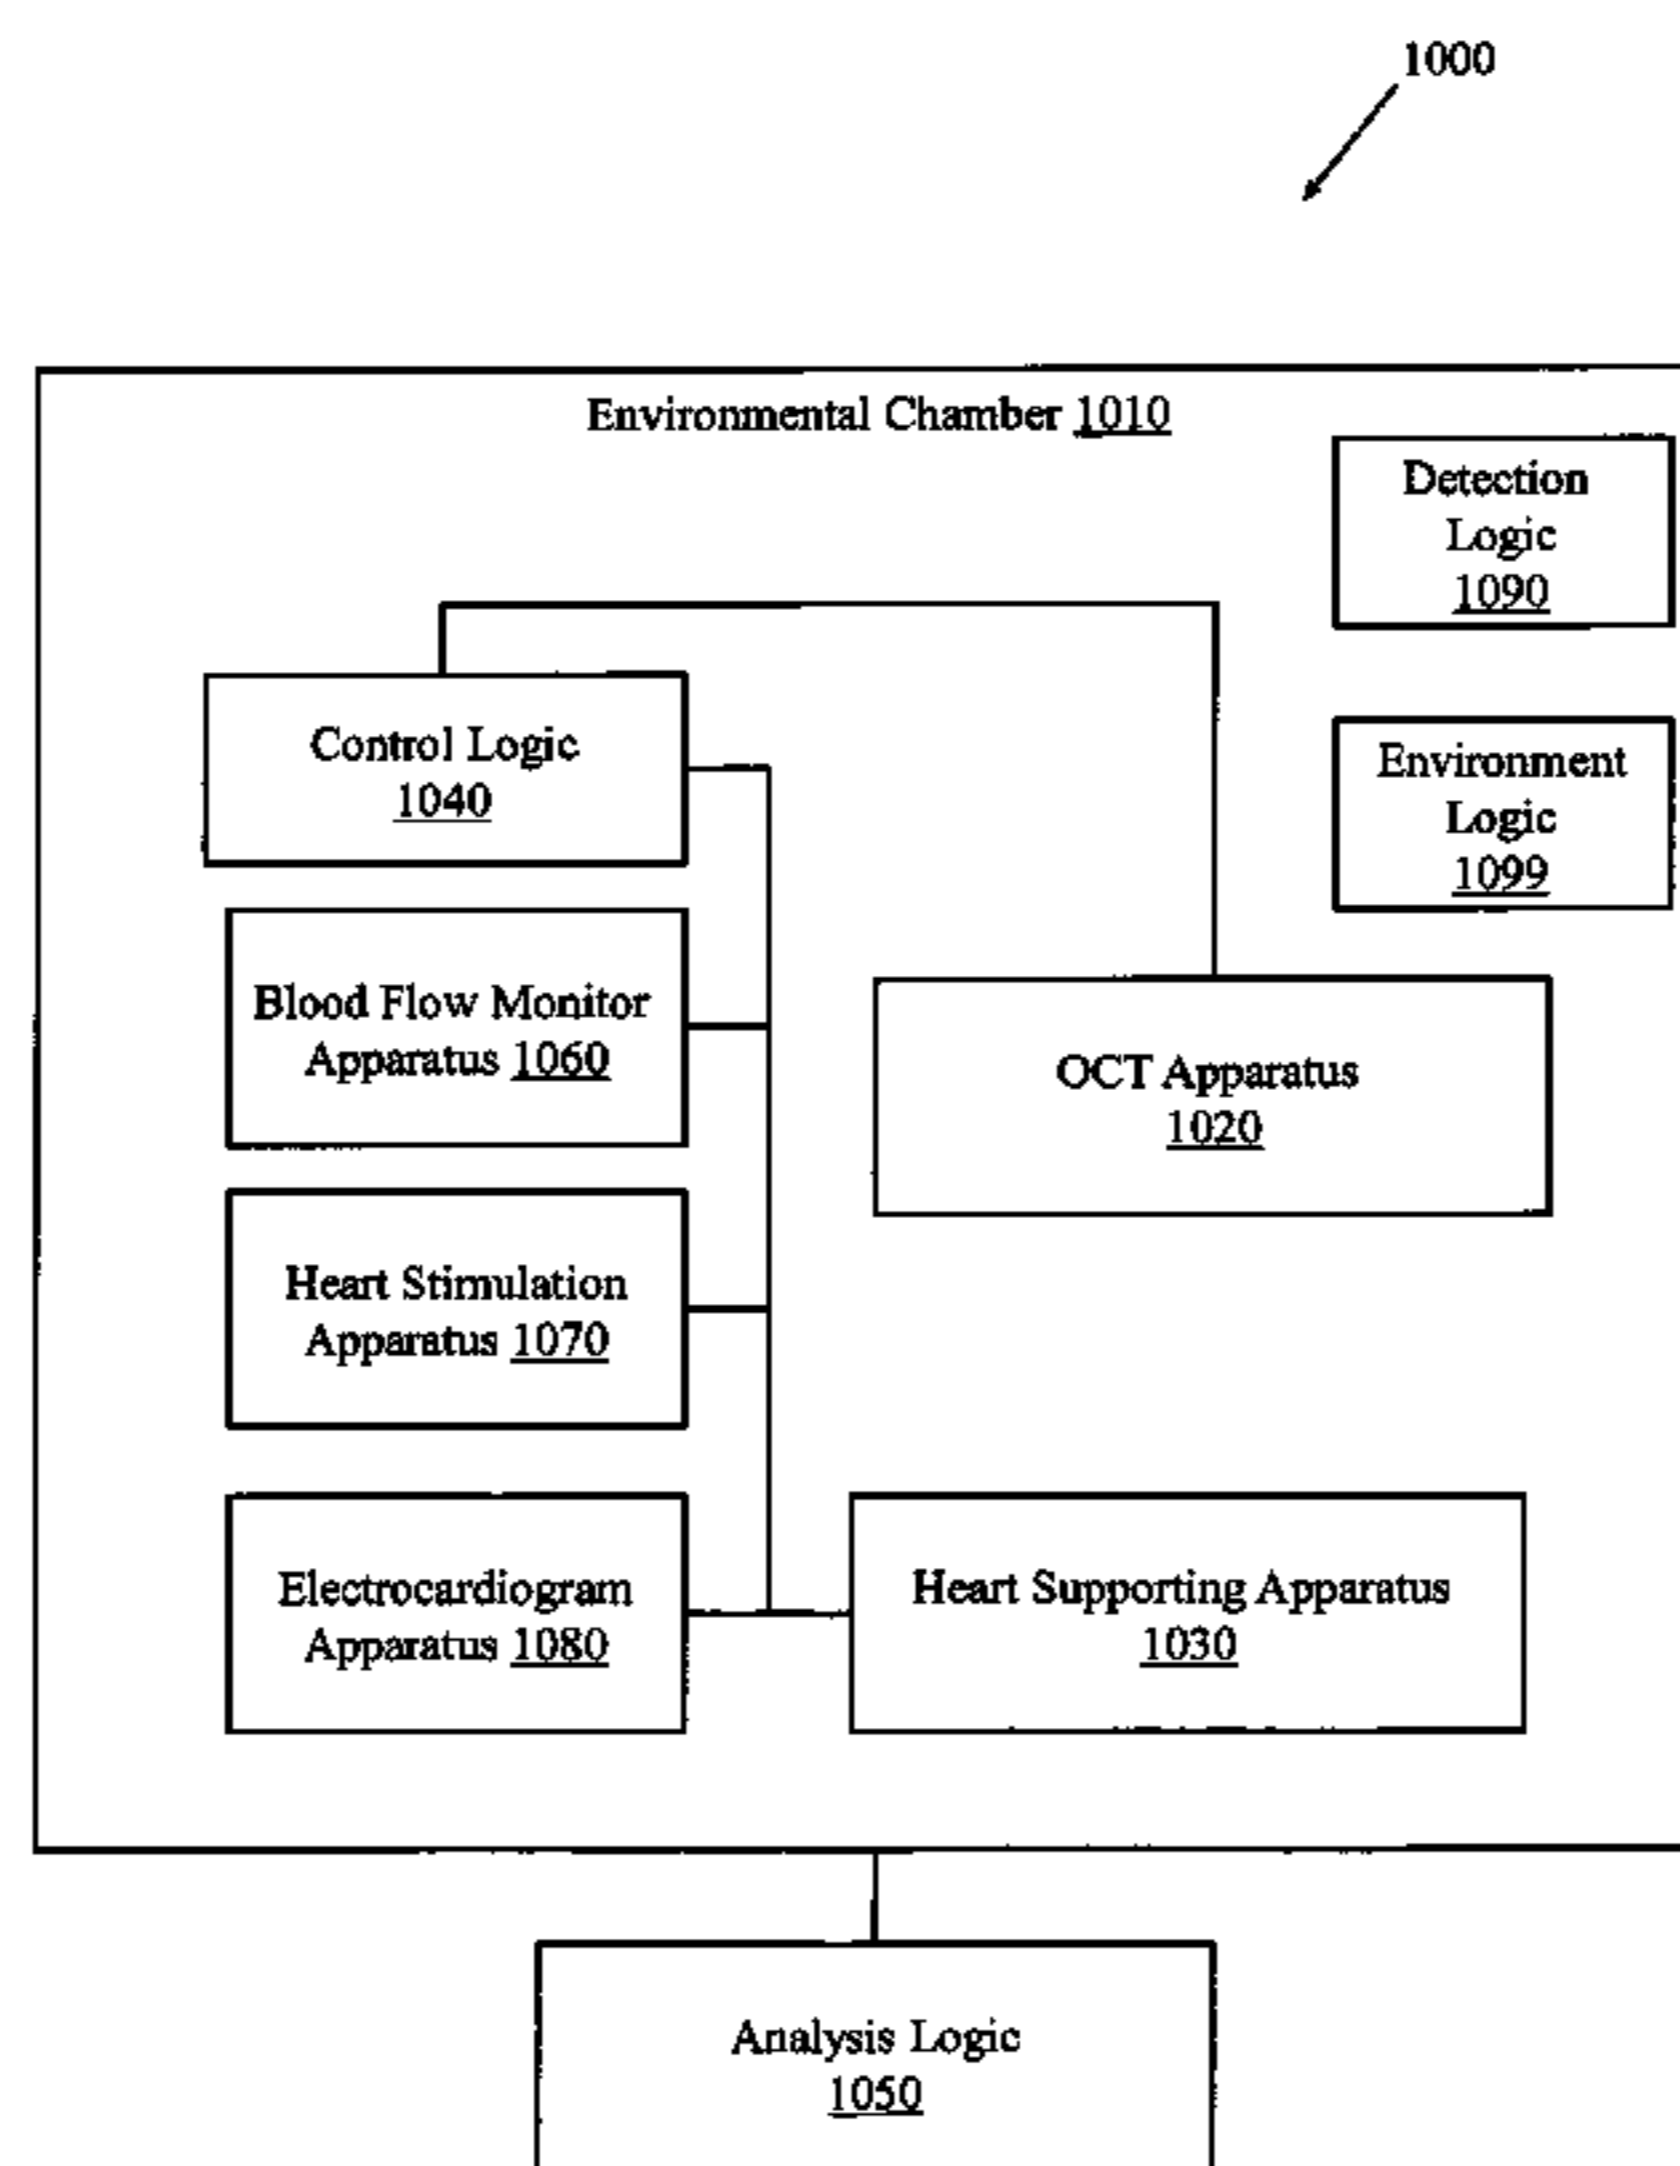 1000
Environmental Chamber 1010
Detection
Logic
1090
Control Logic
1040
Environment
Logic
1099
Blood Flow Monitor
Apparatus 1060
OCT Apparatus
1020
Heart Stimulation
Apparatus 1070
Electrocardiogram
Apparatus 1080
Heart Supporting Apparatus
1030
Analysis Logic
1050